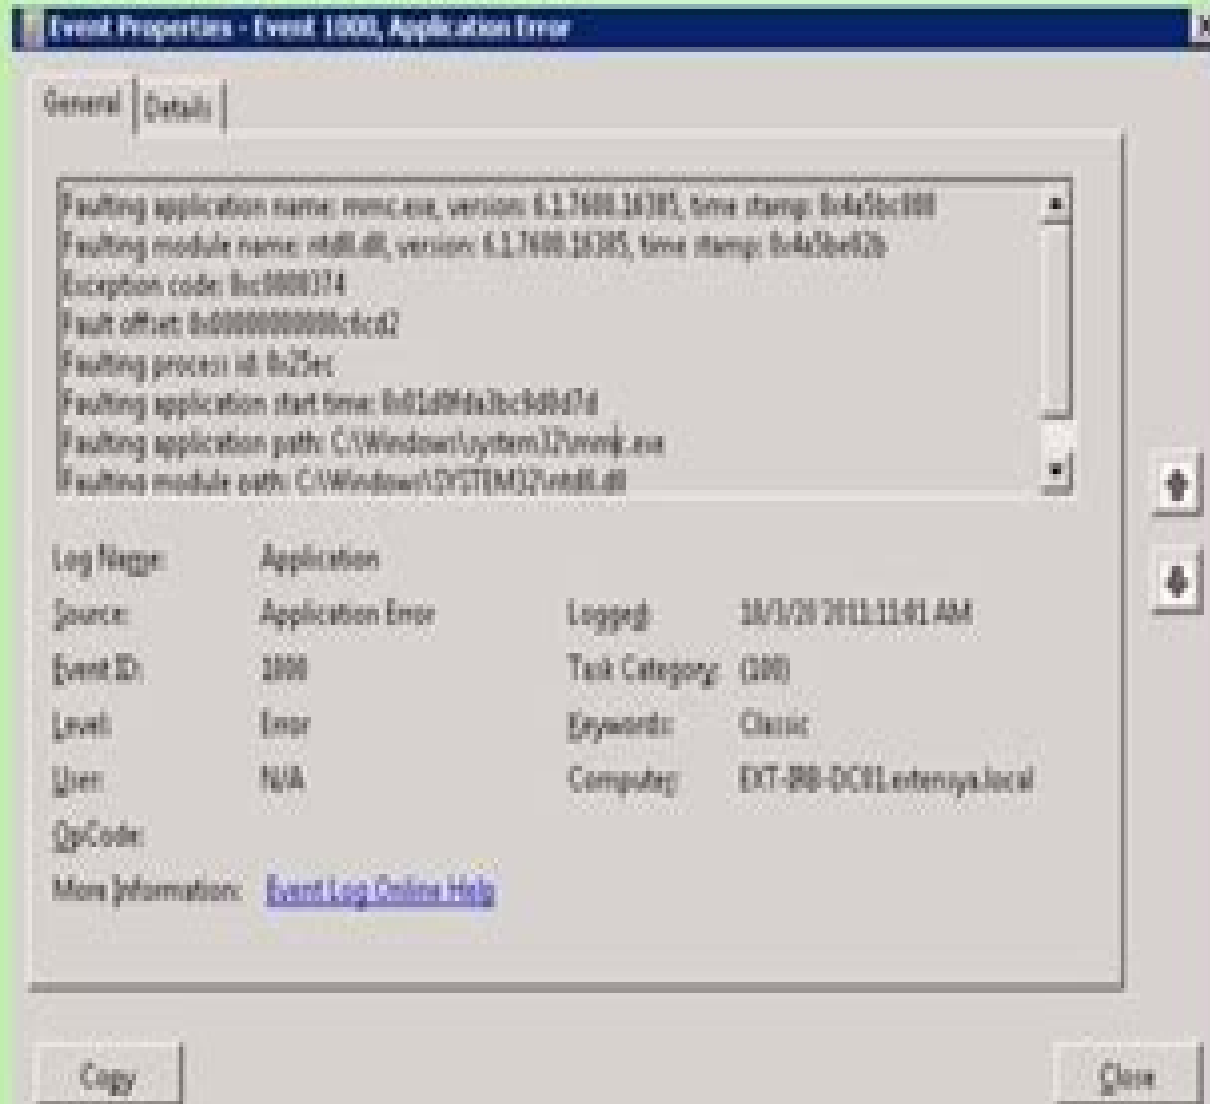 Event Properties - Event 1000, Application Error
General
Details
Faulting application name: mmc.exe, version: 6.1.7600.16385, time stamp:
Faulting module name: ntdll.dll, version: 6.1.7600.16385, time stamp:
Exception code: 0xc0000374
Fault offset:
Faulting process id: 0x25ec
Faulting application start time:
Faulting application path: C:\Windows\system32\mmc.exe
Faulting module path: C:\Windows\SYSTEM32\ntdll.dll
Log Name: Application
Source: Application Error Logged: AM
Event ID: 1000 Task Category: (100)
Level: Error Keywords: Classic
User: N/A Computer:
OpCode:
More Information: Event Log Online Help
Copy
Close